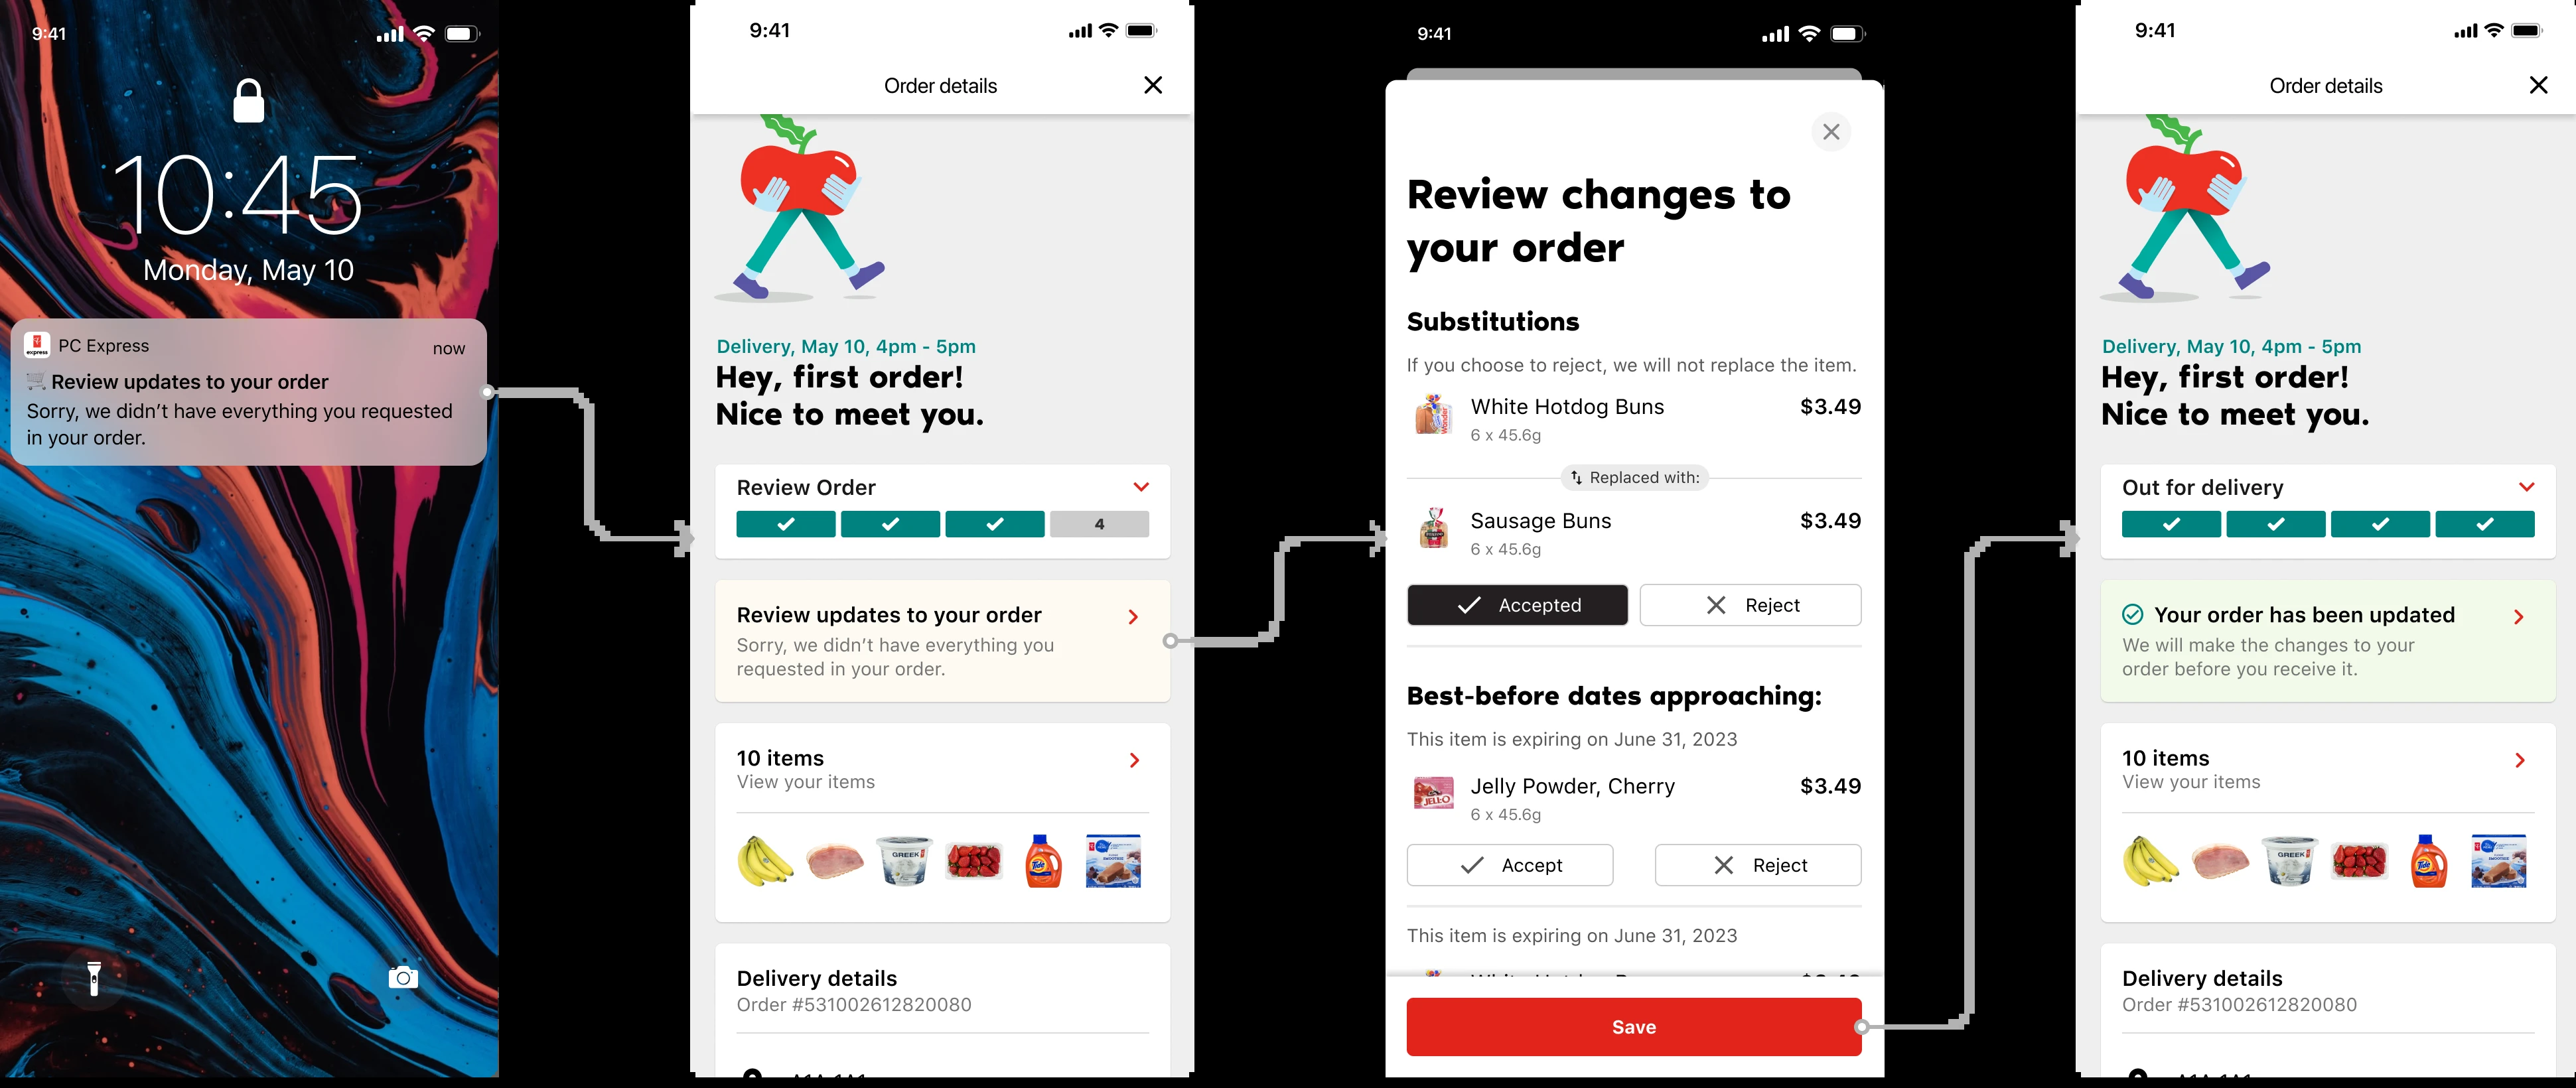 9:41
10:45
Monday, May 10
PC Express
now
Review updates to your order
Sorry, we didn’t have everything you requested
in your order.
9:41
Order details
Delivery, May 10, 4pm - 5pm
Hey, first order!
Nice to meet you.
Review Order
4
Review updates to your order
Sorry, we didn’t have everything you
requested in your order.
10 items
View your items
GREEK
Tide
Delivery details
Order #531002612820080
9:41
Review changes to
your order
Substitutions
If you choose to reject, we will not replace the item.
White Hotdog Buns $3.49
6 x 45.6g
Replaced with:
Sausage Buns $3.49
6 x 45.6g
Accepted
Reject
Best-before dates approaching:
This item is expiring on June 31, 2023
Jelly Powder, Cherry $3.49
JELL-O
6 x 45.6g
Accept
Reject
This item is expiring on June 31, 2023
Save
9:41
Order details
Delivery, May 10, 4pm - 5pm
Hey, first order!
Nice to meet you.
Out for delivery
Your order has been updated
We will make the changes to your
order before you receive it.
10 items
View your items
GREEK
Tide
Delivery details
Order #531002612820080